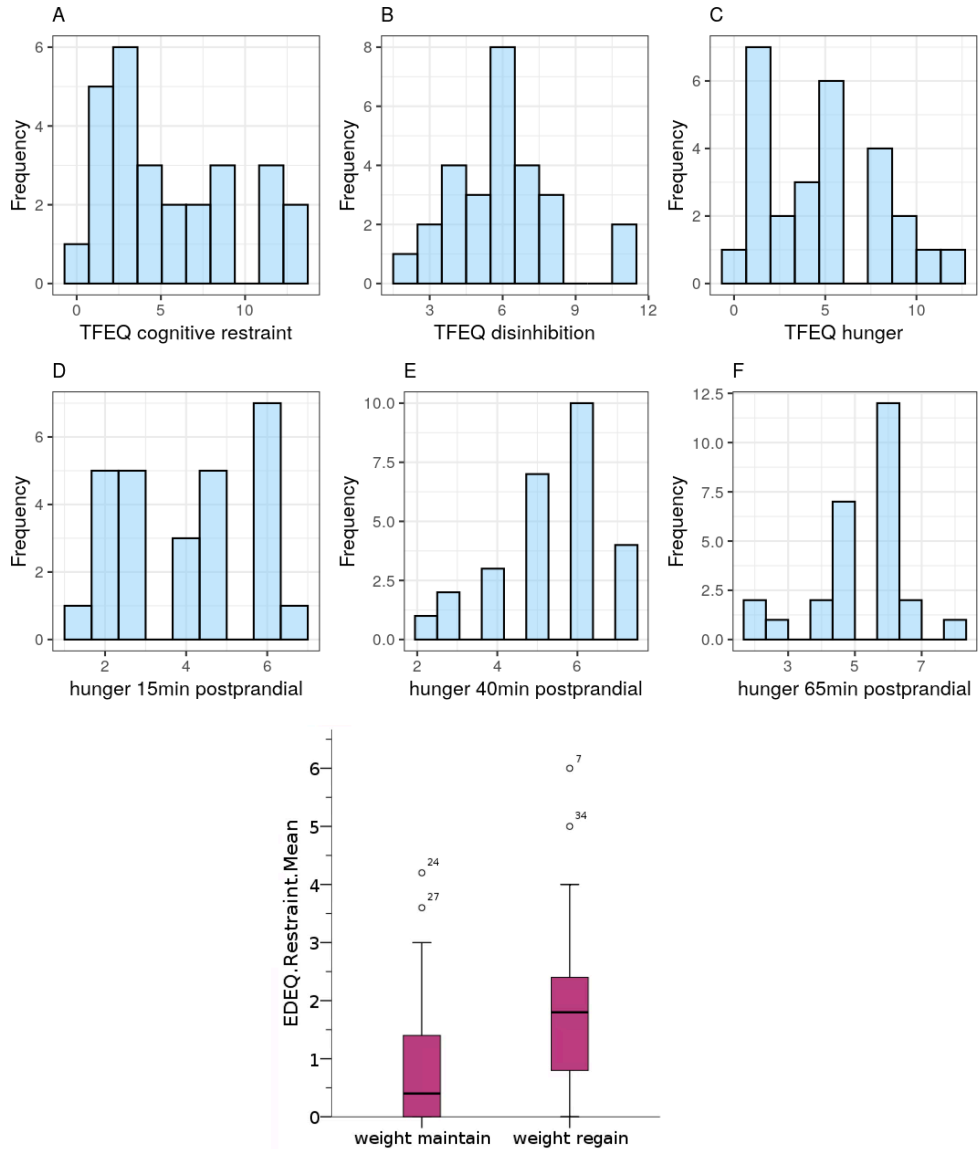 A
B
C
6
4
2
0
Frequency
0 5 10
TFEQ cognitive restraint
8
6
4
2
0
Frequency
3 6 9 12
TFEQ disinhibition
6
4
2
0
Frequency
0 5 10
TFEQ hunger
D
E
F
6
4
2
0
Frequency
2 4 6
hunger 15min postprandial
10.0
7.5
5.0
2.5
0.0
Frequency
2 4 6
hunger 40min postprandial
12.5
10.0
7.5
5.0
2.5
0.0
Frequency
3 5 7
hunger 65min postprandial
EDEQ.Restraint.Mean
6
5
4
3
2
1
0
24
27
7
34
weight maintain weight regain